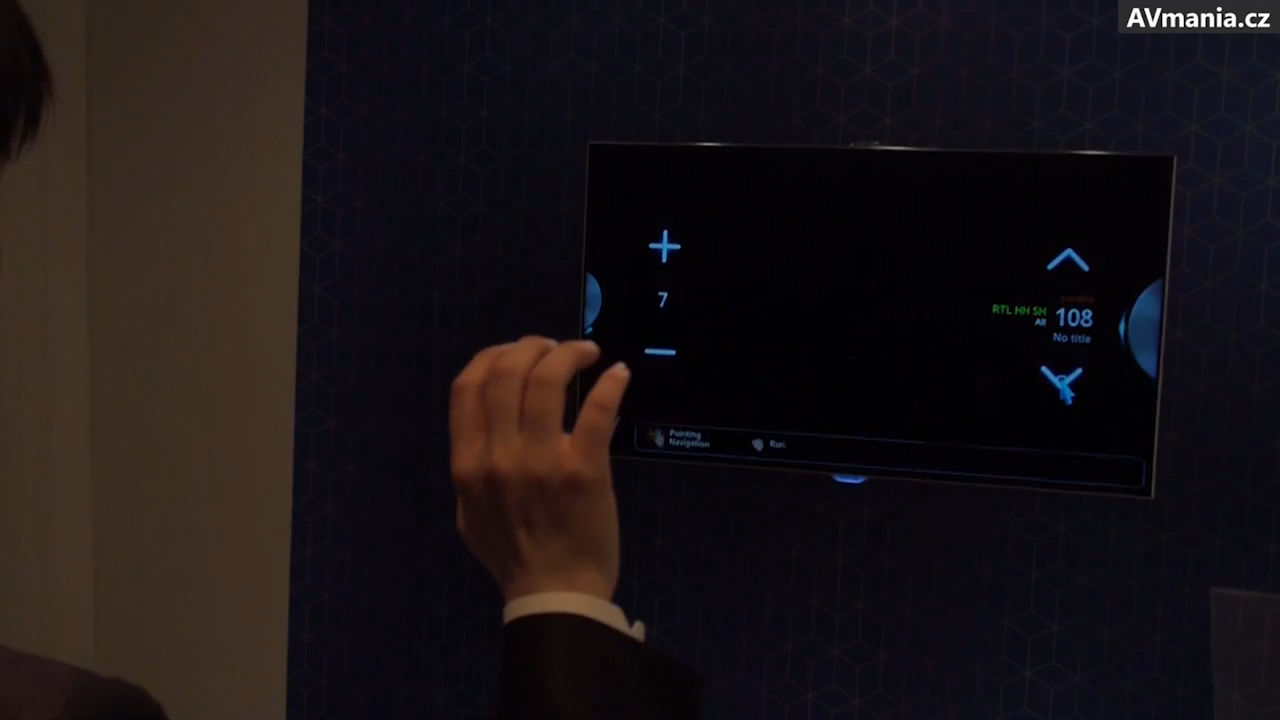 AVmania.cz
+
7
−
RTL HH SH
All
108
No title
Pointing
Navigation
Run